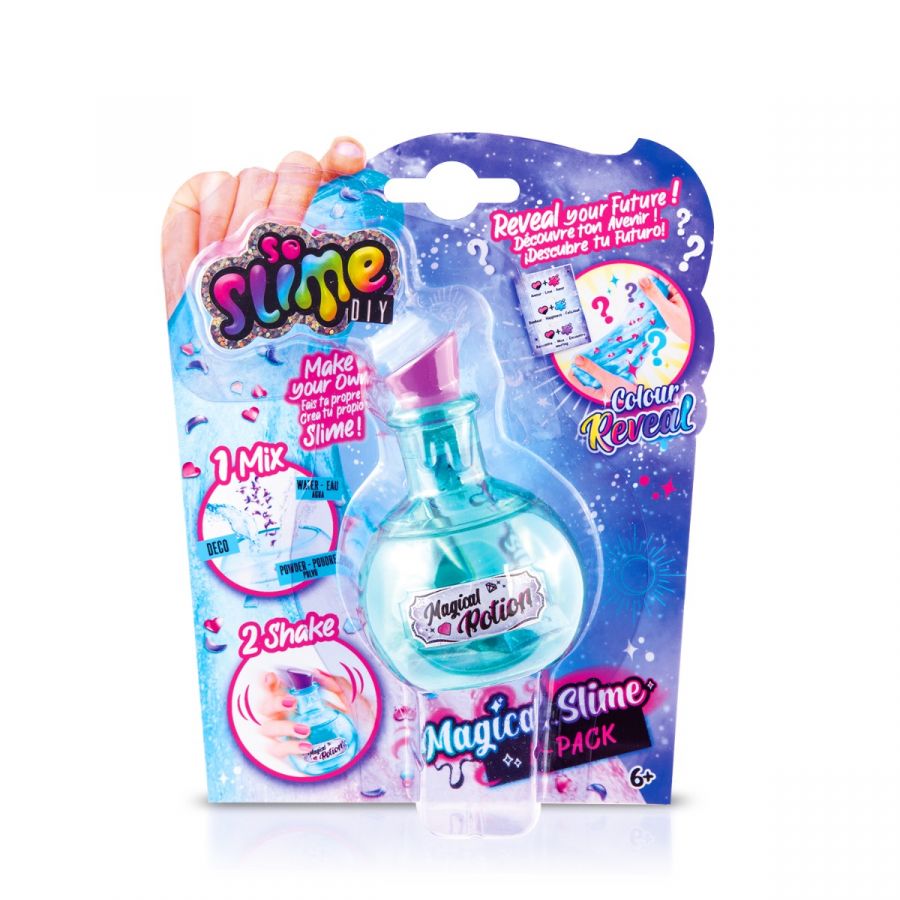 So
Slime
DIY
Make
your Own
Fais ta propre
Crea tu propio
Slime!
1 Mix
WATER - EAU
AGUA
DECO
POWDER - POUDRE
POLVO
2 Shake
Magical
Potion
Reveal your Future!
Découvre ton Avenir!
¡Descubre tu Futuro!
Colour
Reveal
Magical
Potion
Magical Slime
-PACK
6+